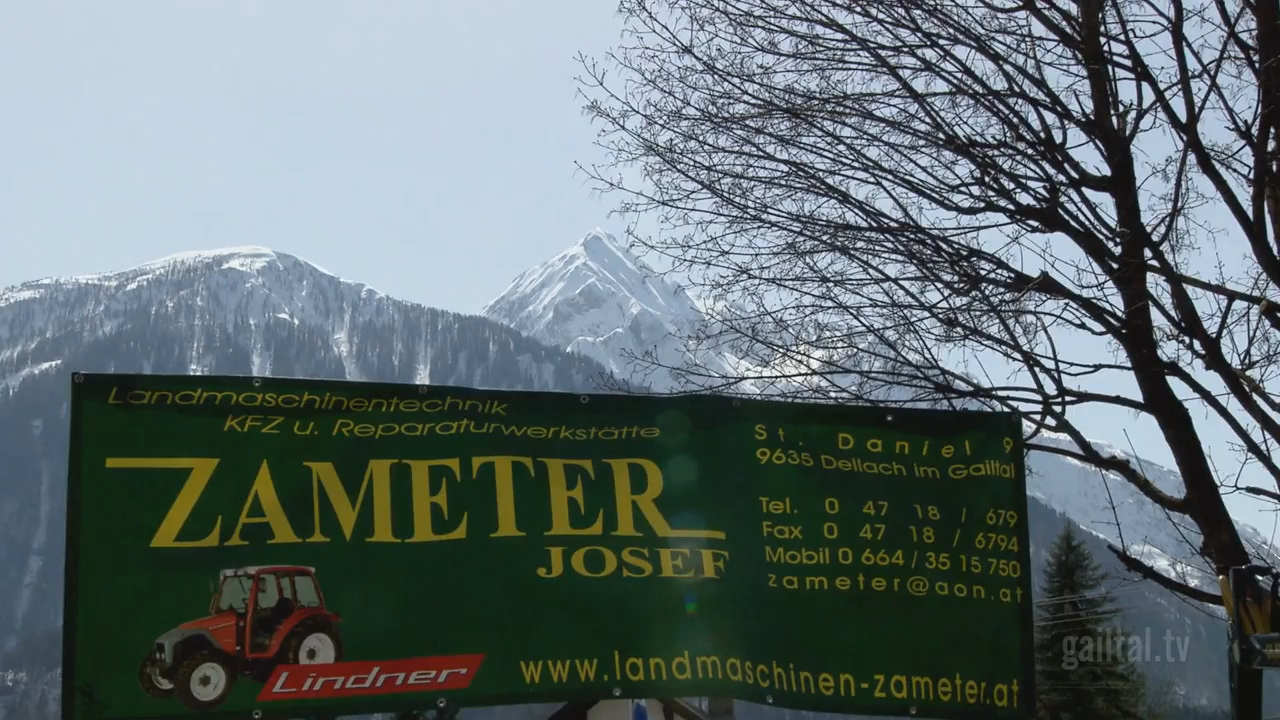 Landmaschinentechnik
KFZ u. Reparaturwerkstätte
ZAMETER
JOSEF
Lindner
St. Daniel 9
9635 Dellach im Gailtal
Tel. 0 47 18 / 679
Fax 0 47 18 / 6794
Mobil 0 664 / 35 15 750
zameter@aon.at
www.landmaschinen-zameter.at
gailtal.tv